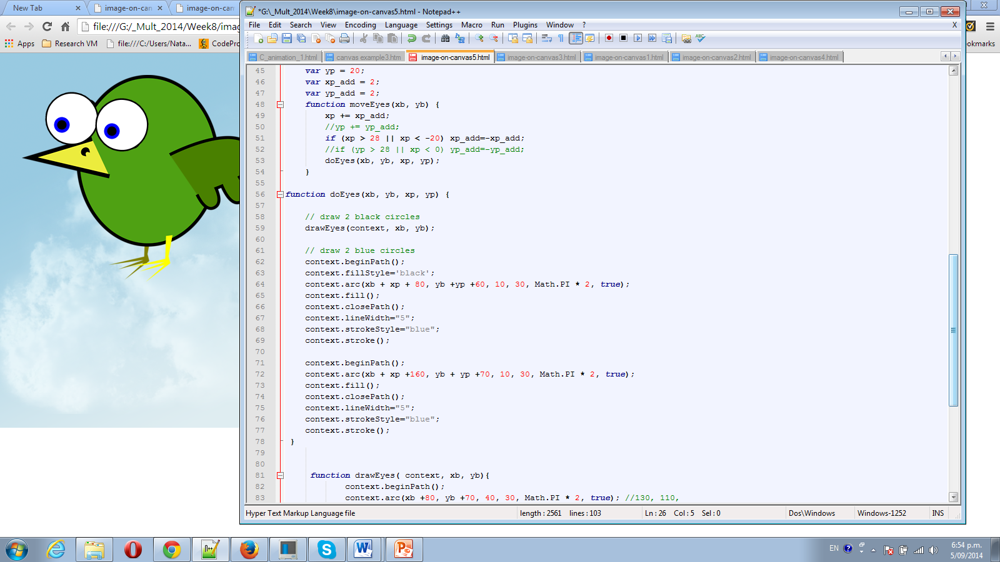 New Tab
image-on-can
image-on-can
file:///G:/_Mult_2014/Week8/imag
Apps
Research VM
file:///C:/Users/Nata...
CodePro
ookmarks
*G:\_Mult_2014\Week8\image-on-canvas5.html - Notepad++
File Edit Search View Encoding Language Settings Macro Run Plugins Window ? X
C_animation_1.html canvas example3.htm image-on-canvas5.html image-on-canvas3.html image-on-canvas1.html image-on-canvas2.html image-on-canvas4.html
45 var yp = 20;
46 var xp_add = 2;
47 var yp_add = 2;
48 function moveEyes(xb, yb) {
49 xp += xp_add;
50 //yp += yp_add;
51 if (xp > 28 || xp < -20) xp_add=-xp_add;
52 //if (yp > 28 || xp < 0) yp_add=-yp_add;
53 doEyes(xb, yb, xp, yp);
54 }
55
56 function doEyes(xb, yb, xp, yp) {
57
58 // draw 2 black circles
59 drawEyes(context, xb, yb);
60
61 // draw 2 blue circles
62 context.beginPath();
63 context.fillStyle='black';
64 context.arc(xb + xp + 80, yb +yp +60, 10, 30, Math.PI * 2, true);
65 context.fill();
66 context.closePath();
67 context.lineWidth="5";
68 context.strokeStyle="blue";
69 context.stroke();
70
71 context.beginPath();
72 context.arc(xb + xp +160, yb + yp +70, 10, 30, Math.PI * 2, true);
73 context.fill();
74 context.closePath();
75 context.lineWidth="5";
76 context.strokeStyle="blue";
77 context.stroke();
78 }
79
80
81 function drawEyes( context, xb, yb){
82 context.beginPath();
83 context.arc(xb +80, yb +70, 40, 30, Math.PI * 2, true); //130, 110,
Hyper Text Markup Language file length : 2561 lines : 103 Ln : 26 Col : 5 Sel : 0 Dos\Windows Windows-1252 INS
EN
6:54 p.m.
5/09/2014